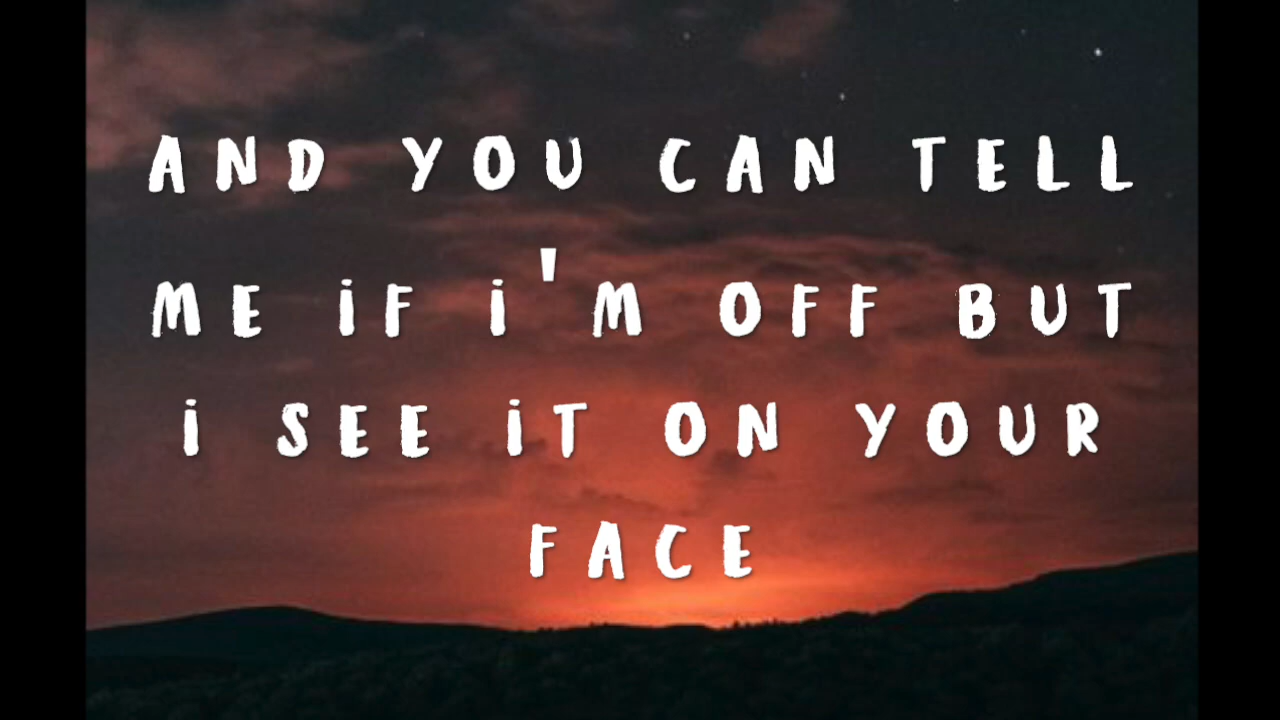 AND YOU CAN TELL
ME IF I'M OFF BUT
I SEE IT ON YOUR
FACE